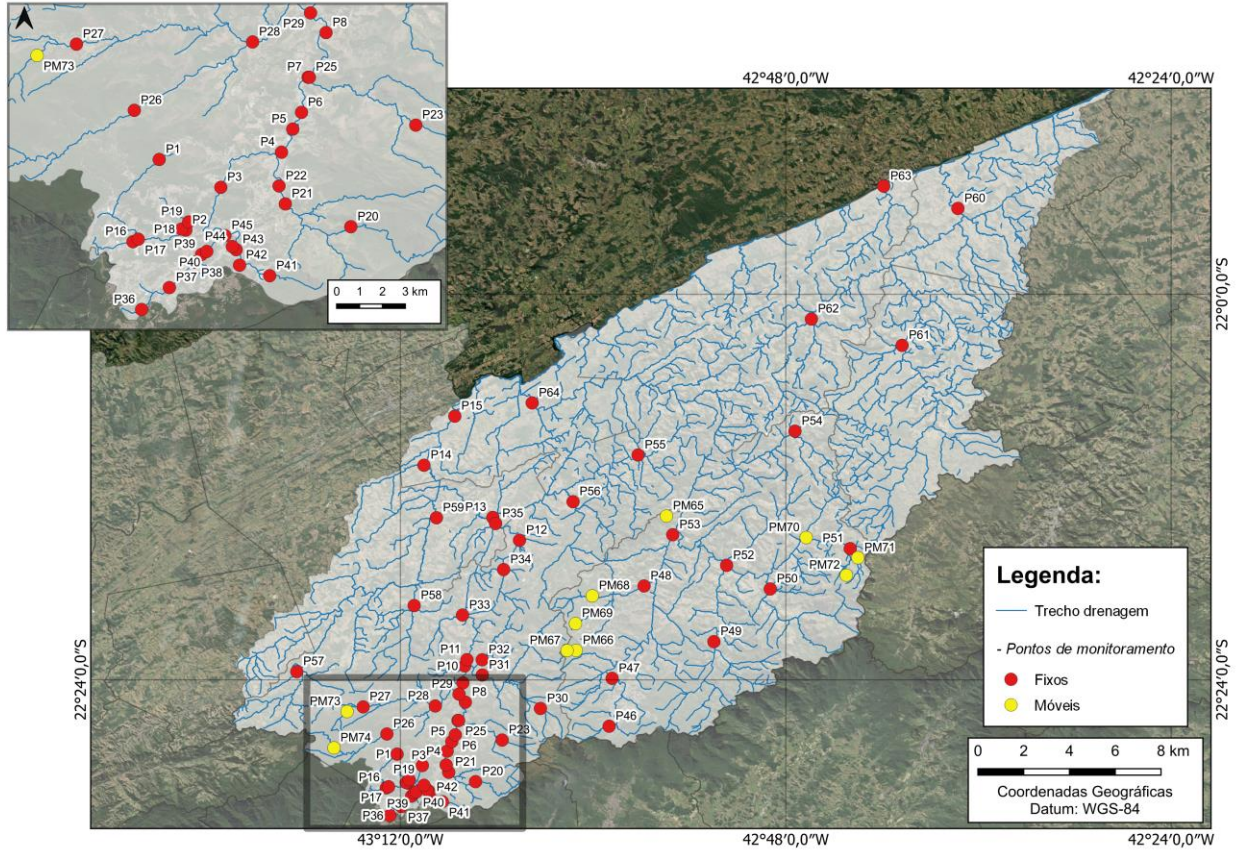 P29
P8
P27
P28
PM73
P7
P25
P26
P6
P23
P5
P1
P4
P3
P22
P21
P19
P2
P20
P18
P45
P16
P44
P43
P17
P39
P42
P40
P41
P38
P37
P36
0 1 2 3 km
42°48'0,0"W
42°24'0,0"W
P63
P60
22°0'0,0"S
P62
P61
P64
P15
P54
P55
P14
P56
P59
P13
P35
PM65
P12
P53
PM70
P51
PM71
P34
P52
PM72
PM68
P48
P50
P58
P33
PM69
P49
PM67
PM66
P11
P32
P10
P31
P57
P47
22°24'0,0"S
22°24'0,0"S
P29
P8
PM73
P27
P28
P30
P46
P26
P5
P25
P23
PM74
P6
P1
P3
P4
P21
P16
P19
P20
P17
P42
P39
P40
P41
P36
P37
Legenda:
Trecho drenagem
- Pontos de monitoramento
Fixos
Móveis
0 2 4 6 8 km
Coordenadas Geográficas
Datum: WGS-84
43°12'0,0"W
42°48'0,0"W
42°24'0,0"W